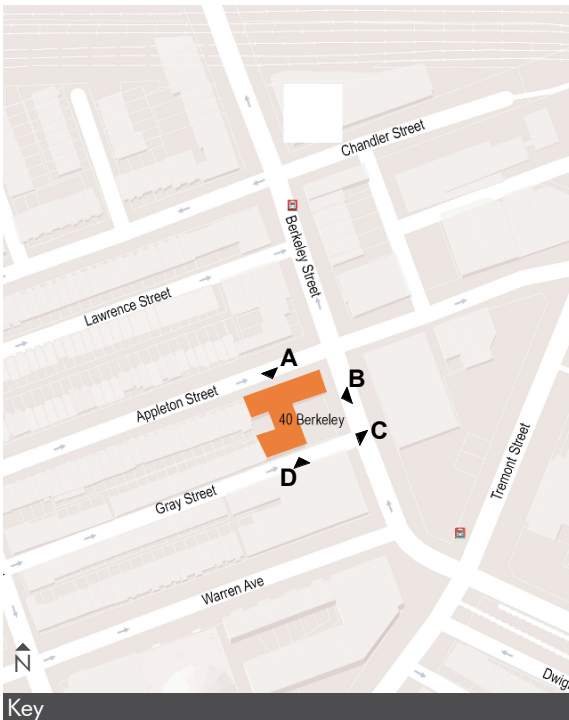 Chandler Street
Berkeley Street
Lawrence Street
A
Appleton Street
B
40 Berkeley
C
Tremont Street
D
Gray Street
Warren Ave
N
Dwig
Key